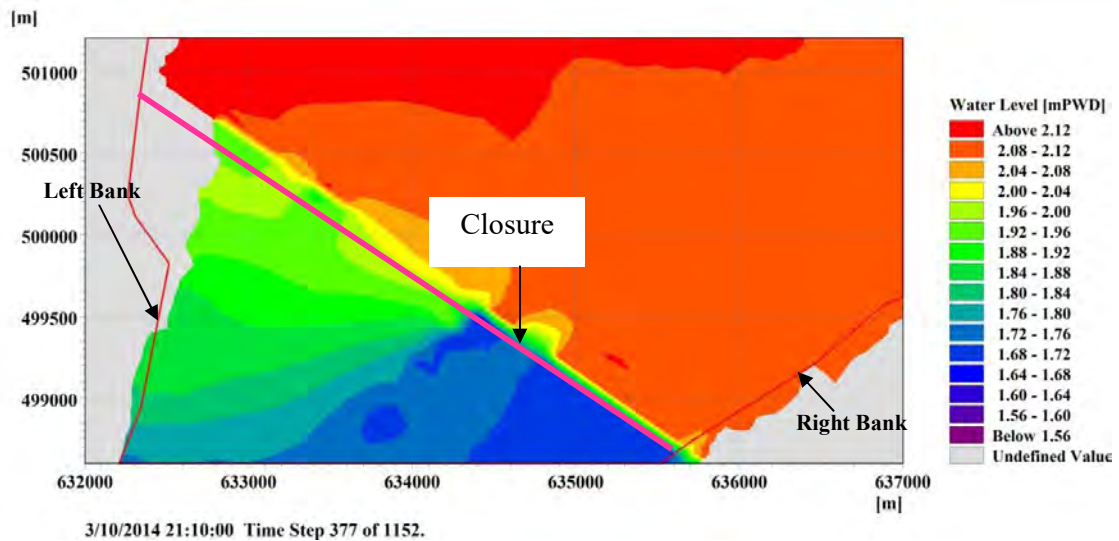 [m]
501000
500500
500000
499500
499000
Left Bank
Closure
Right Bank
632000 633000 634000 635000 636000 637000
[m]
Water Level [mPWD]
Above 2.12
2.08 - 2.12
2.04 - 2.08
2.00 - 2.04
1.96 - 2.00
1.92 - 1.96
1.88 - 1.92
1.84 - 1.88
1.80 - 1.84
1.76 - 1.80
1.72 - 1.76
1.68 - 1.72
1.64 - 1.68
1.60 - 1.64
1.56 - 1.60
Below 1.56
Undefined Value
3/10/2014 21:10:00 Time Step 377 of 1152.